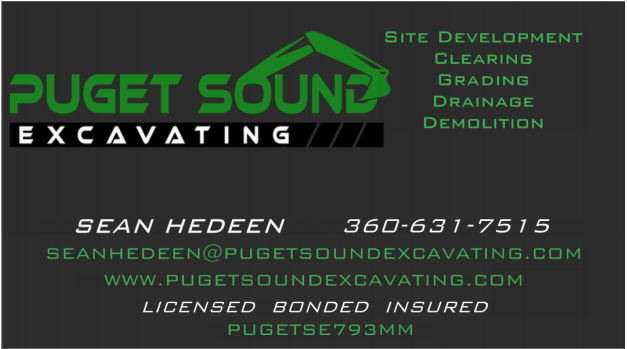 PUGET SOUND
EXCAVATING
Site Development
Clearing
Grading
Drainage
Demolition
SEAN HEDEEN 360-631-7515
SEANHEDEEN@PUGETSOUNDEXCAVATING.COM
WWW.PUGETSOUNDEXCAVATING.COM
LICENSED BONDED INSURED
PUGETSE793MM